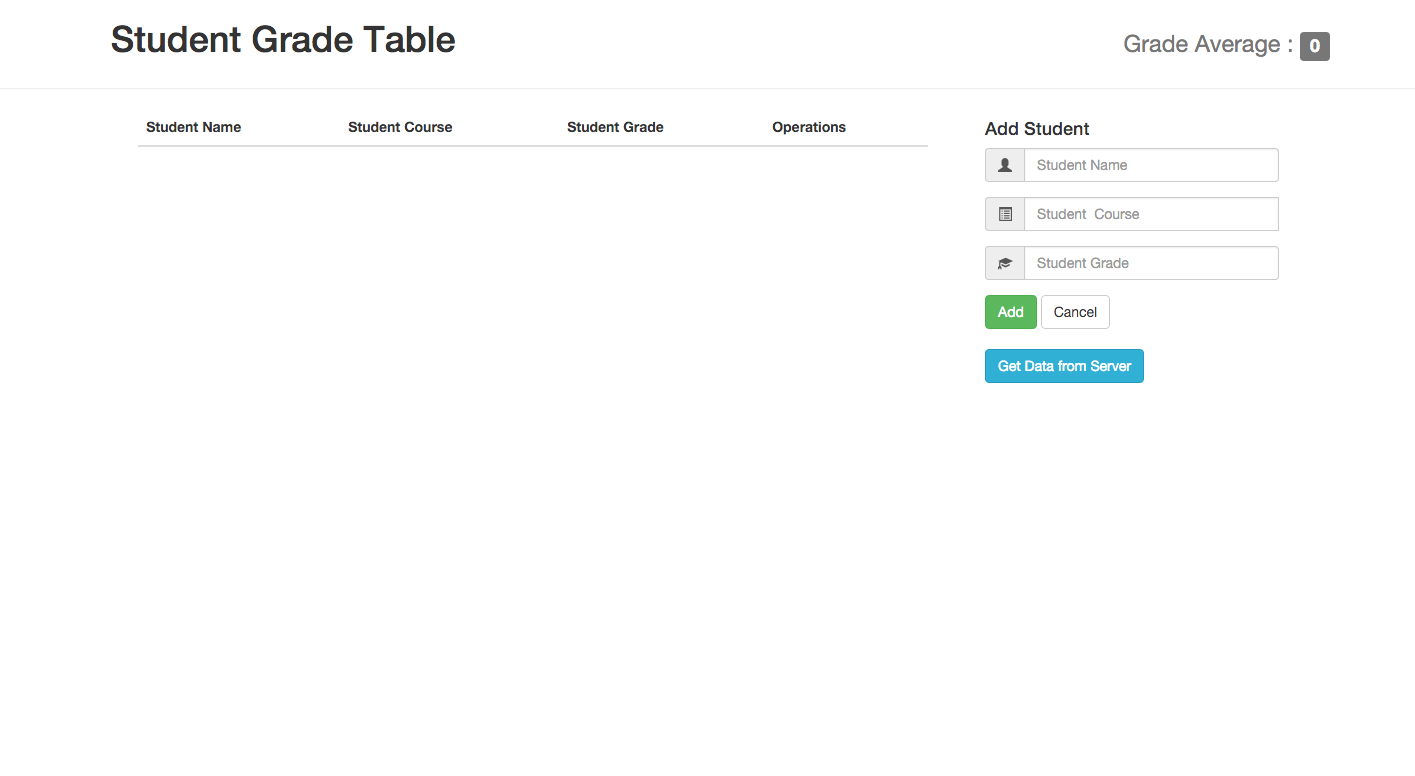 Student Grade Table
Grade Average : 0
Student Name Student Course Student Grade Operations
Add Student
Student Name
Student  Course
Student Grade
Add Cancel
Get Data from Server